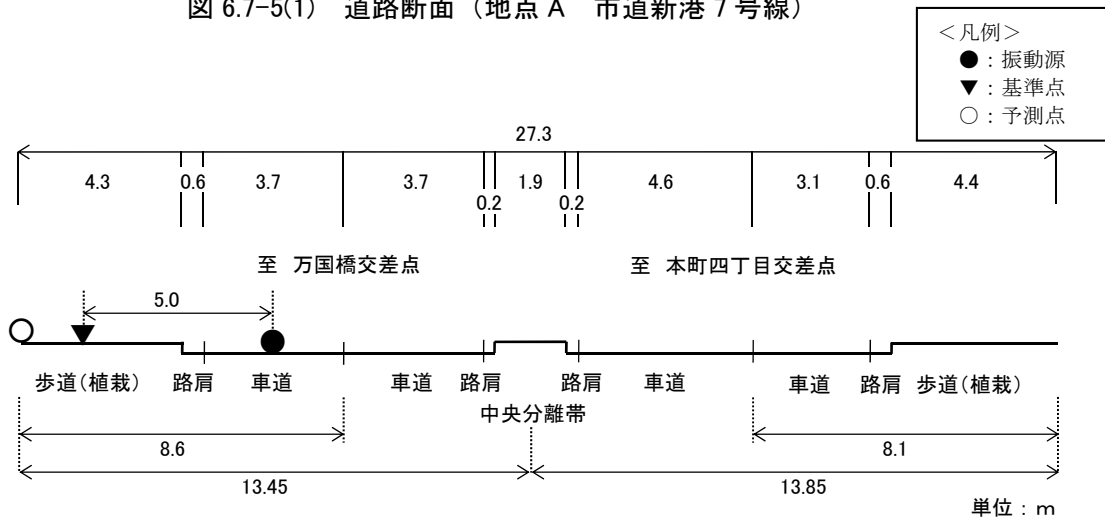 図 6.7-5(1) 道路断面（地点 A 市道新港 7 号線）
＜凡例＞
●：振動源
▼：基準点
○：予測点
27.3
4.3 0.6 3.7 3.7 0.2 1.9 0.2 4.6 3.1 0.6 4.4
至 万国橋交差点 至 本町四丁目交差点
5.0
歩道（植栽） 路肩 車道 車道 路肩 路肩 車道 車道 路肩 歩道（植栽）
中央分離帯
8.6 8.1
13.45 13.85
単位：m